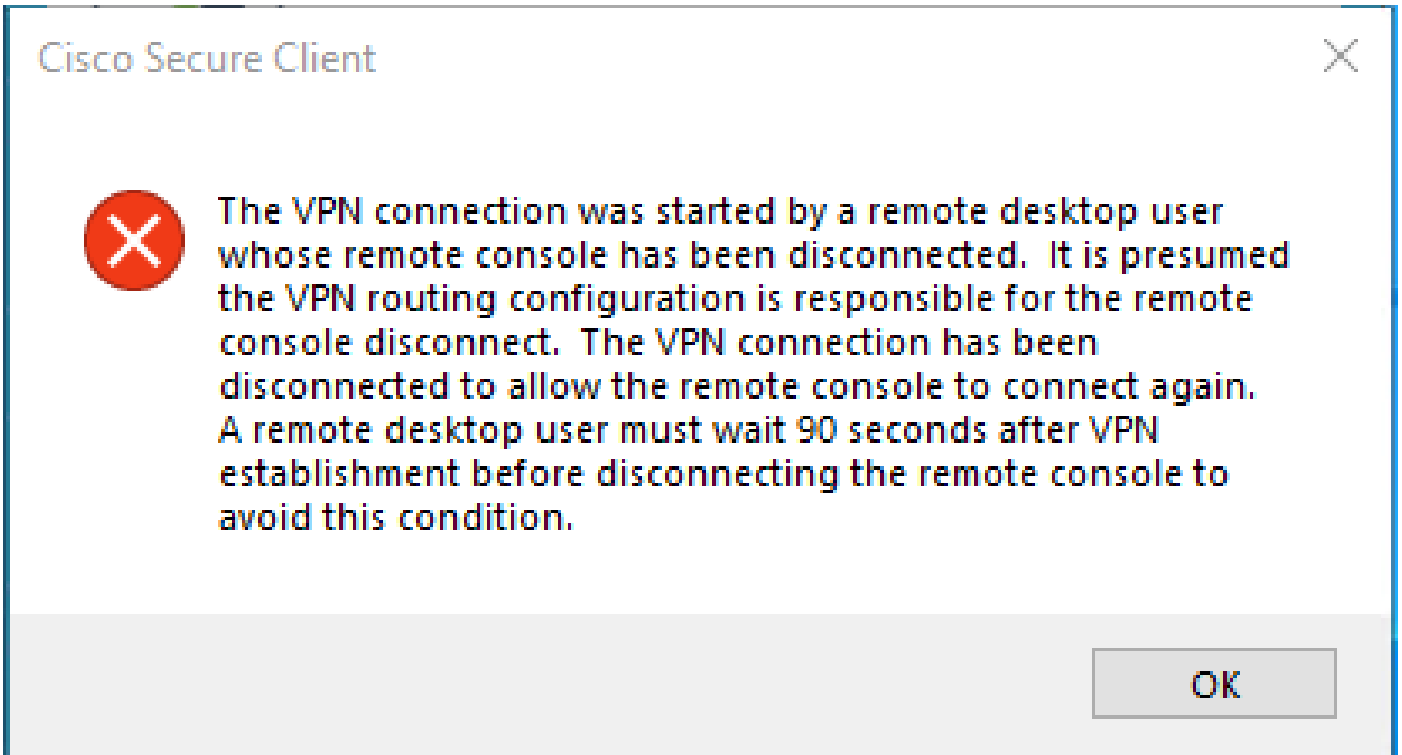 Cisco Secure Client
The VPN connection was started by a remote desktop user
whose remote console has been disconnected.  It is presumed
the VPN routing configuration is responsible for the remote
console disconnect.  The VPN connection has been
disconnected to allow the remote console to connect again.
A remote desktop user must wait 90 seconds after VPN
establishment before disconnecting the remote console to
avoid this condition.
OK